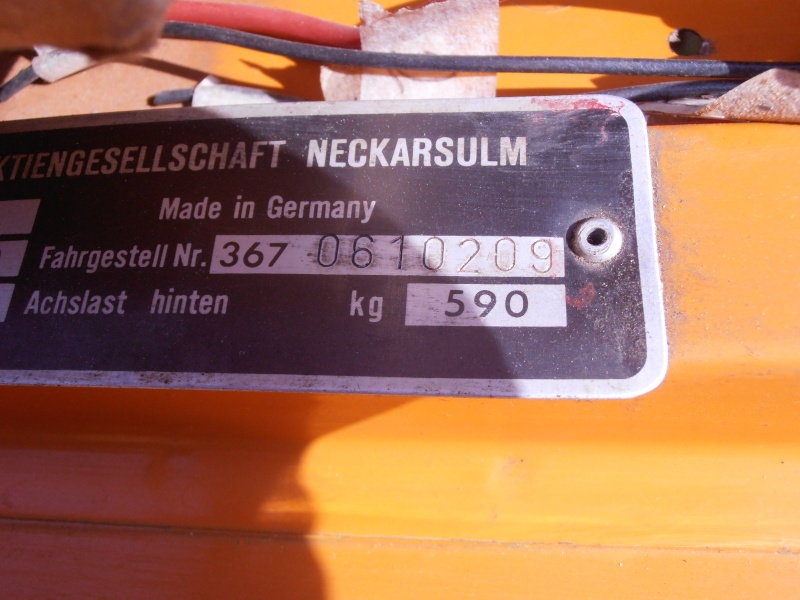 KTIENGESELLSCHAFT NECKARSULM
Made in Germany
Fahrgestell Nr. 367 0610209
Achslast hinten kg 590